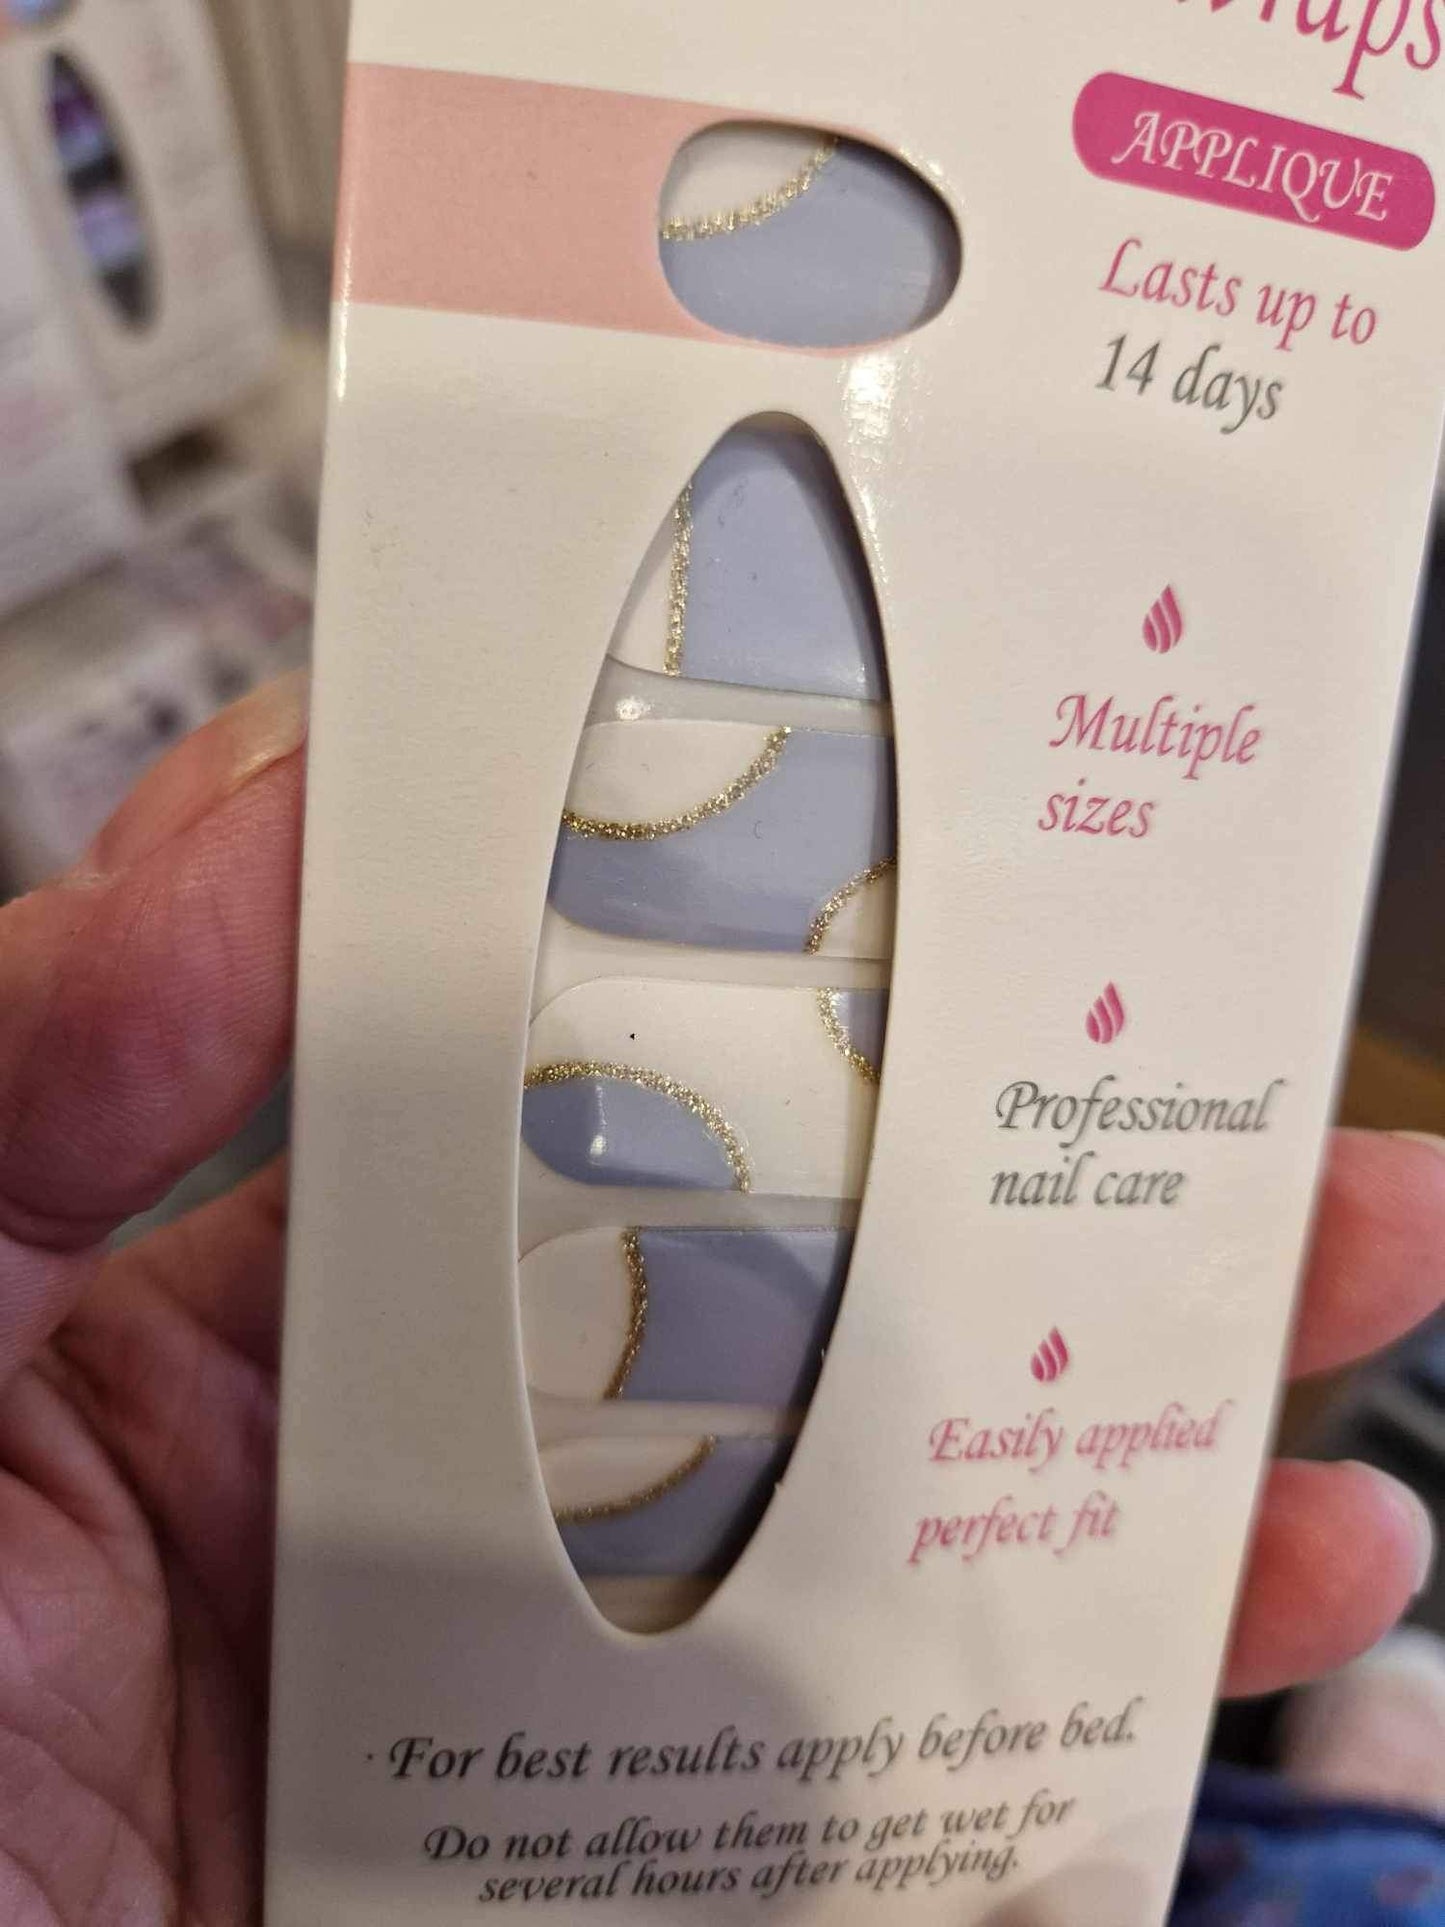 APPLIQUE
Lasts up to
14 days
Multiple
sizes
Professional
nail care
Easily applied
perfect fit
· For best results apply before bed.
Do not allow them to get wet for
several hours after applying.